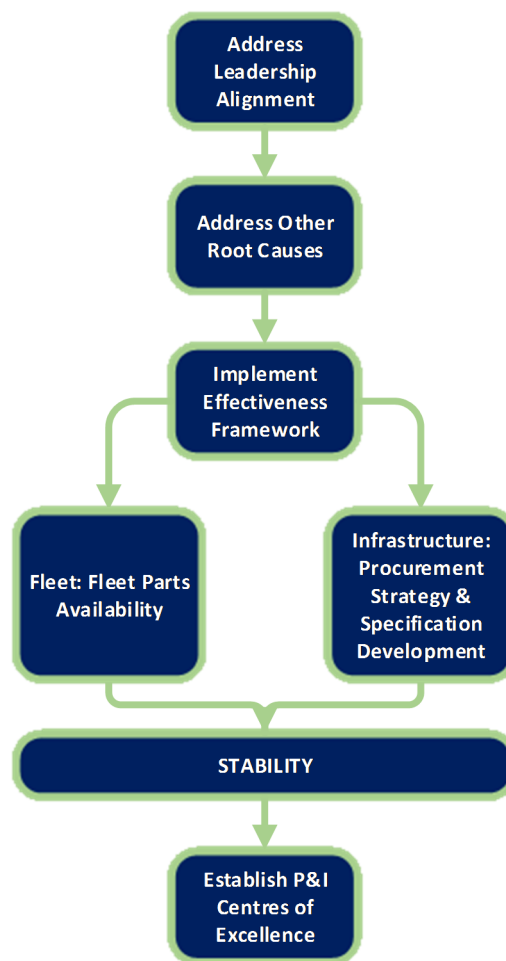 Address
Leadership
Alignment
Address Other
Root Causes
Implement
Effectiveness
Framework
Fleet: Fleet Parts
Availability
Infrastructure:
Procurement
Strategy &
Specification
Development
STABILITY
Establish P&I
Centres of
Excellence